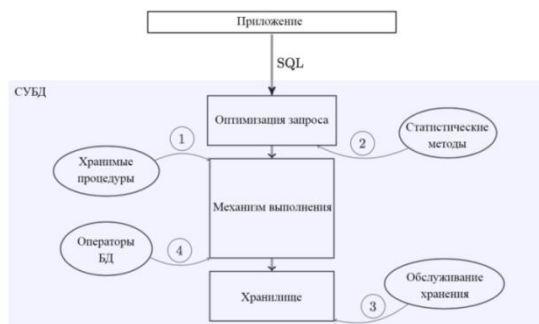 Приложение
SQL
СУБД
Оптимизация запроса
Статистические
методы
1
2
Хранимые
процедуры
Механизм выполнения
Операторы
БД
4
Обслуживание
хранения
Хранилище
3